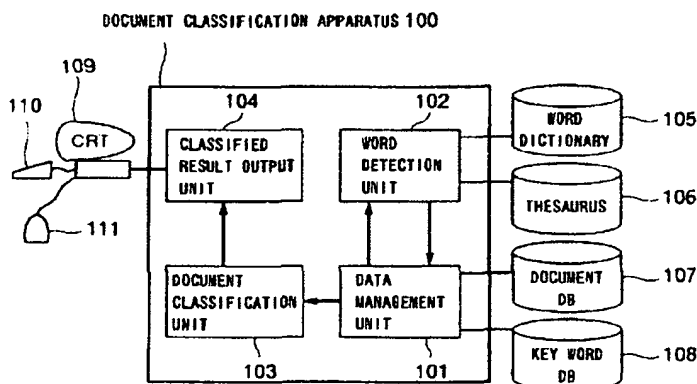 DOCUMENT CLASSIFICATION APPARATUS 100
109
110
CRT
111
104
CLASSIFIED
RESULT OUTPUT
UNIT
102
WORD
DETECTION
UNIT
DOCUMENT
CLASSIFICATION
UNIT
103
DATA
MANAGEMENT
UNIT
101
WORD
DICTIONARY
105
THESAURUS
106
DOCUMENT
DB
107
KEY WORD
DB
108